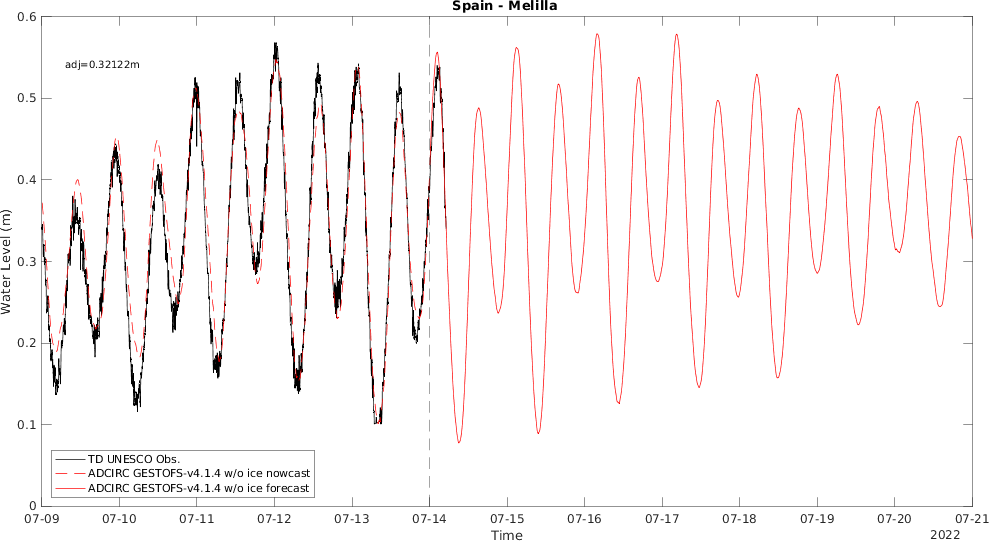 Spain - Melilla
adj=0.32122m
Water Level (m)
0.6
0.5
0.4
0.3
0.2
0.1
0
TD UNESCO Obs.
ADCIRC GESTOFS-v4.1.4 w/o ice nowcast
ADCIRC GESTOFS-v4.1.4 w/o ice forecast
07-09 07-10 07-11 07-12 07-13 07-14 07-15 07-16 07-17 07-18 07-19 07-20 07-21
Time
2022